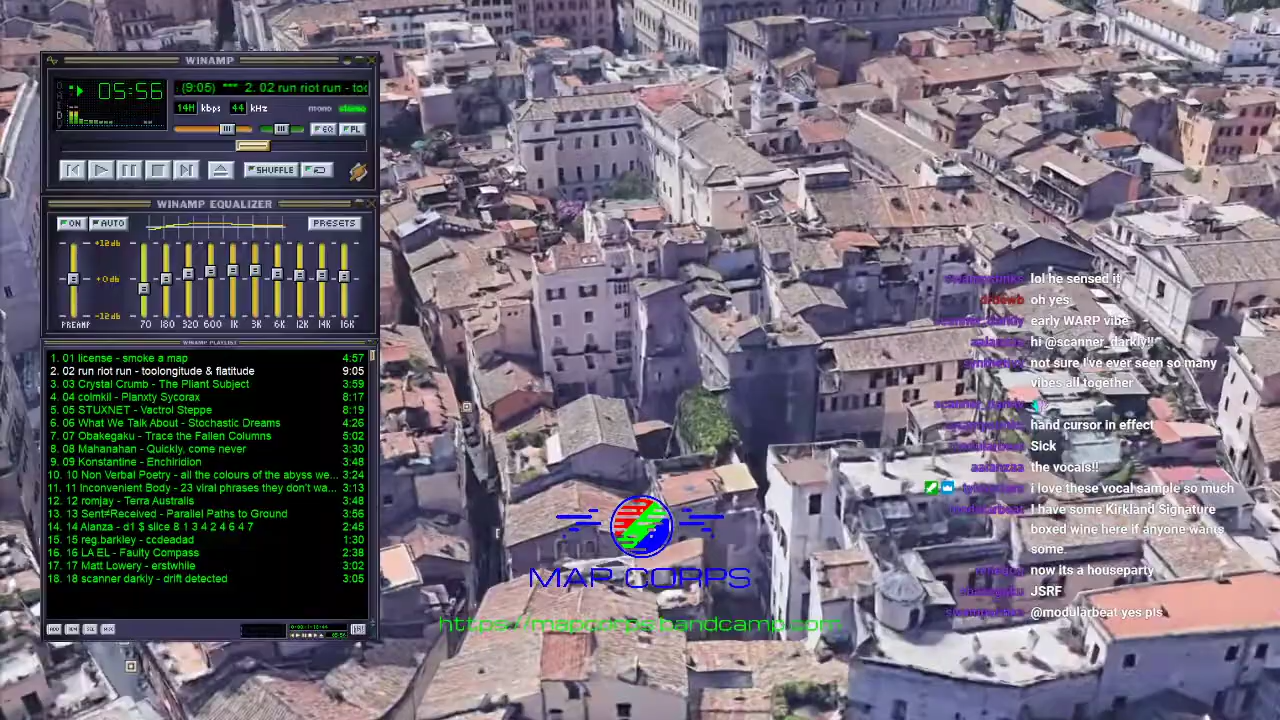 WINAMP
05:56
(9:05) *** 2. 02 run riot run - too
kbps
44 kHz
mono stereo
EQ PL
SHUFFLE
WINAMP EQUALIZER
ON AUTO PRESETS
+12db
+0db
-12db
PREAMP 70 180 320 600 1K 3K 6K 12K 14K 16K
WINAMP PLAYLIST
1. 01 license - smoke a map 4:57
2. 02 run riot run - toolongitude & flatitude 9:05
3. 03 Crystal Crumb - The Pliant Subject 3:59
4. 04 colmkil - Planxty Sycorax 8:17
5. 05 STUXNET - Vactrol Steppe 8:19
6. 06 What We Talk About - Stochastic Dreams 4:26
7. 07 Obakegaku - Trace the Fallen Columns 5:02
8. 08 Mahanahan - Quickly, come never 3:30
9. 09 Konstantine - Enchiridion 3:48
10. 10 Non Verbal Poetry - all the colours of the abyss we... 3:24
11. 11 Inconvenient Body - 23 viral phrases they don't wa... 3:13
12. 12 romjay - Terra Australis 3:48
13. 13 Sent≠Received - Parallel Paths to Ground 3:56
14. 14 Alanza - d1 $ slice 8 1 3 4 2 4 6 4 7 2:45
15. 15 reg.barkley - ccdeadad 1:30
16. 16 LA EL - Faulty Compass 2:38
17. 17 Matt Lowery - erstwhile 3:02
18. 18 scanner darkly - drift detected 3:05
MAP CORPS
https://mapcorps.bandcamp.com
lol he sensed it
oh yes
early WARP vibe
hi @scanner_darkly!!
not sure I've ever seen so many
vibes all together
hand cursor in effect
Sick
the vocals!!
i love these vocal sample so much
I have some Kirkland Signature
boxed wine here if anyone wants
some.
now its a houseparty
JSRF
@modularbeat yes pls